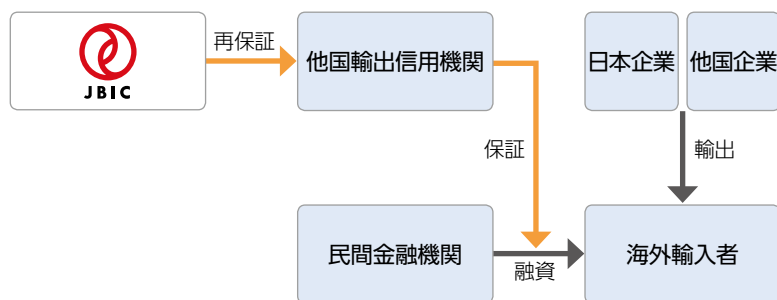 JBIC
再保証
他国輸出信用機関
日本企業
他国企業
保証
輸出
民間金融機関
融資
海外輸入者